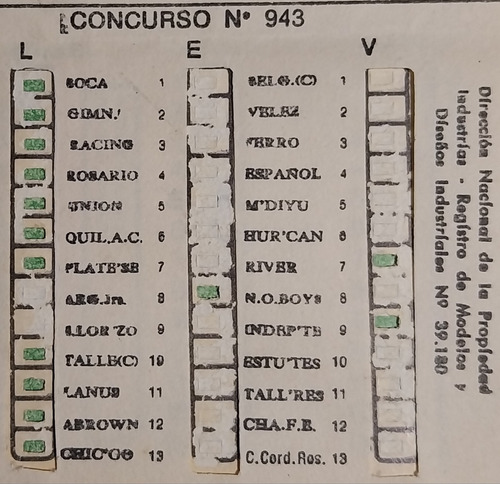 CONCURSO Nº 943
L E V
BOCA 1 BELG.(C) 1
GIMN. 2 VELEZ 2
RACING 3 FERRO 3
ROSARIO 4 ESPAÑOL 4
UNION 5 M'DIYU 5
QUIL.A.C. 6 HUR'CAN 6
PLATE'SE 7 RIVER 7
ARG.Jrs. 8 N.O.BOYS 8
S.LOR'ZO 9 INDEP'TE 9
TALLE(C) 10 ESTU'TES 10
LANUS 11 TALL'RES 11
ABROWN 12 CHA.F.B. 12
CHIC'GO 13 C.Cord.Ros. 13
Dirección Nacional de la Propiedad
Industrias - Registro de Modelos y
Diseños Industriales Nº 39.180